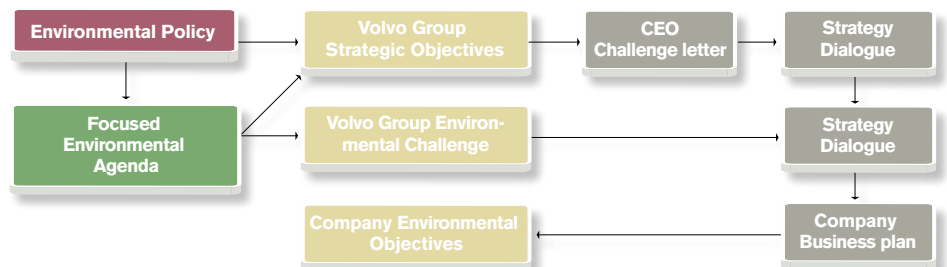 Environmental Policy
Volvo Group
Strategic Objectives
CEO
Challenge letter
Strategy
Dialogue
Focused
Environmental
Agenda
Volvo Group Environ-
mental Challenge
Strategy
Dialogue
Company Environmental
Objectives
Company
Business plan